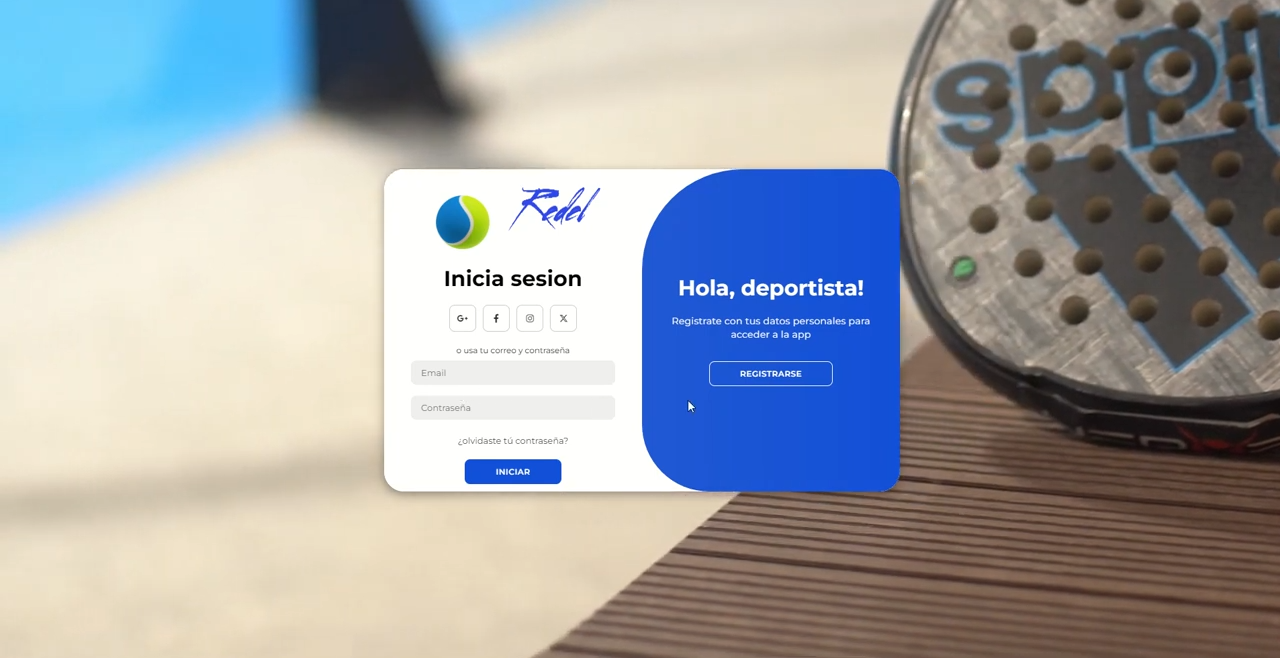 adidas
Redel
Inicia sesion
G+ f X
o usa tu correo y contraseña
Email
Contraseña
¿olvidaste tú contraseña?
INICIAR
Hola, deportista!
Registrate con tus datos personales para
acceder a la app
REGISTRARSE